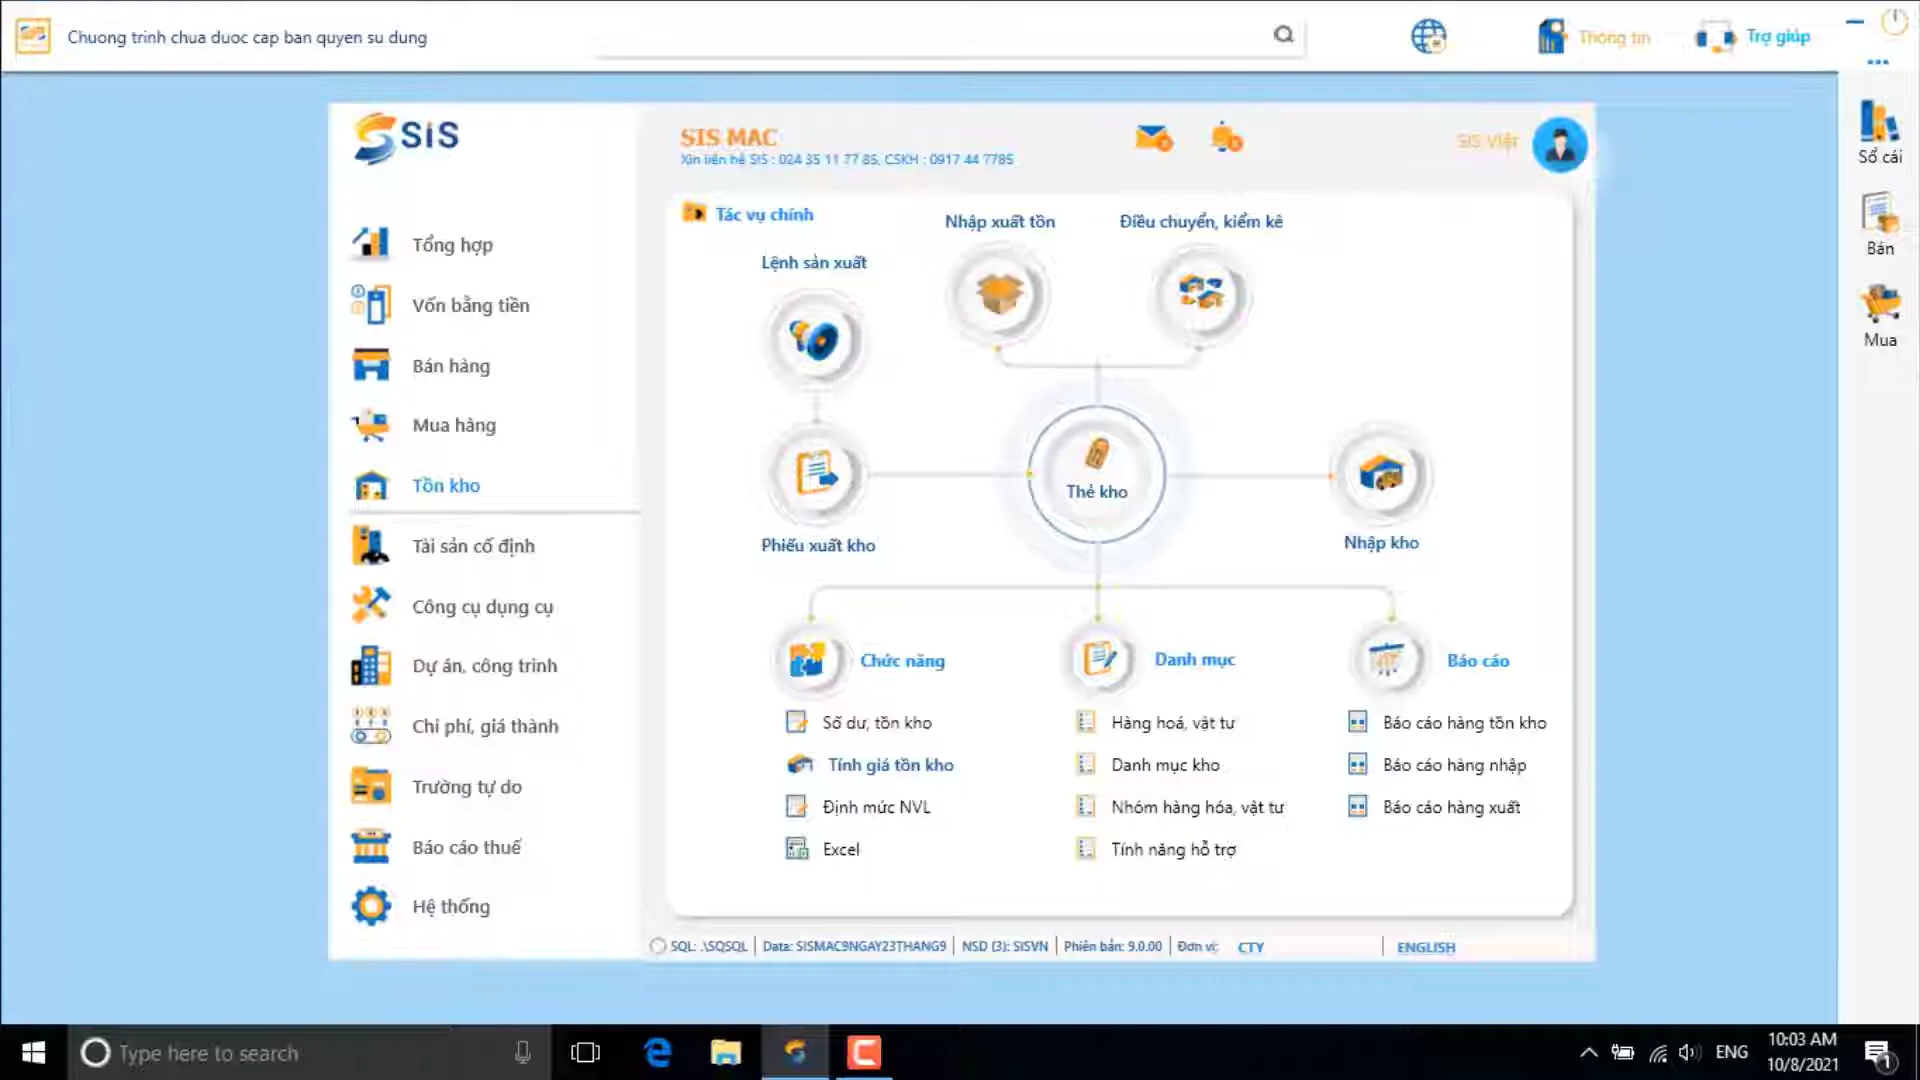 Chuong trinh chua duoc cap ban quyen su dung
Thông tin
Trợ giúp
Sổ cái
Bán
Mua
SIS
SIS MAC
Xin liên hệ SIS : 024 35 11 77 85, CSKH : 0917 44 7785
SIS Việt
Tổng hợp
Vốn bằng tiền
Bán hàng
Mua hàng
Tồn kho
Tài sản cố định
Công cụ dụng cụ
Dự án, công trình
Chi phí, giá thành
Trường tự do
Báo cáo thuế
Hệ thống
Tác vụ chính
Lệnh sản xuất
Nhập xuất tồn
Điều chuyển, kiểm kê
Phiếu xuất kho
Thẻ kho
Nhập kho
Chức năng
Số dư, tồn kho
Tính giá tồn kho
Định mức NVL
Excel
Danh mục
Hàng hoá, vật tư
Danh mục kho
Nhóm hàng hóa, vật tư
Tính năng hỗ trợ
Báo cáo
Báo cáo hàng tồn kho
Báo cáo hàng nhập
Báo cáo hàng xuất
SQL: .\SQSQL
Data: SISMAC9NGAY23THANG9
NSD (3): SISVN
Phiên bản: 9.0.00
Đơn vị:
CTY
ENGLISH
Type here to search
ENG
10:03 AM
10/8/2021
1